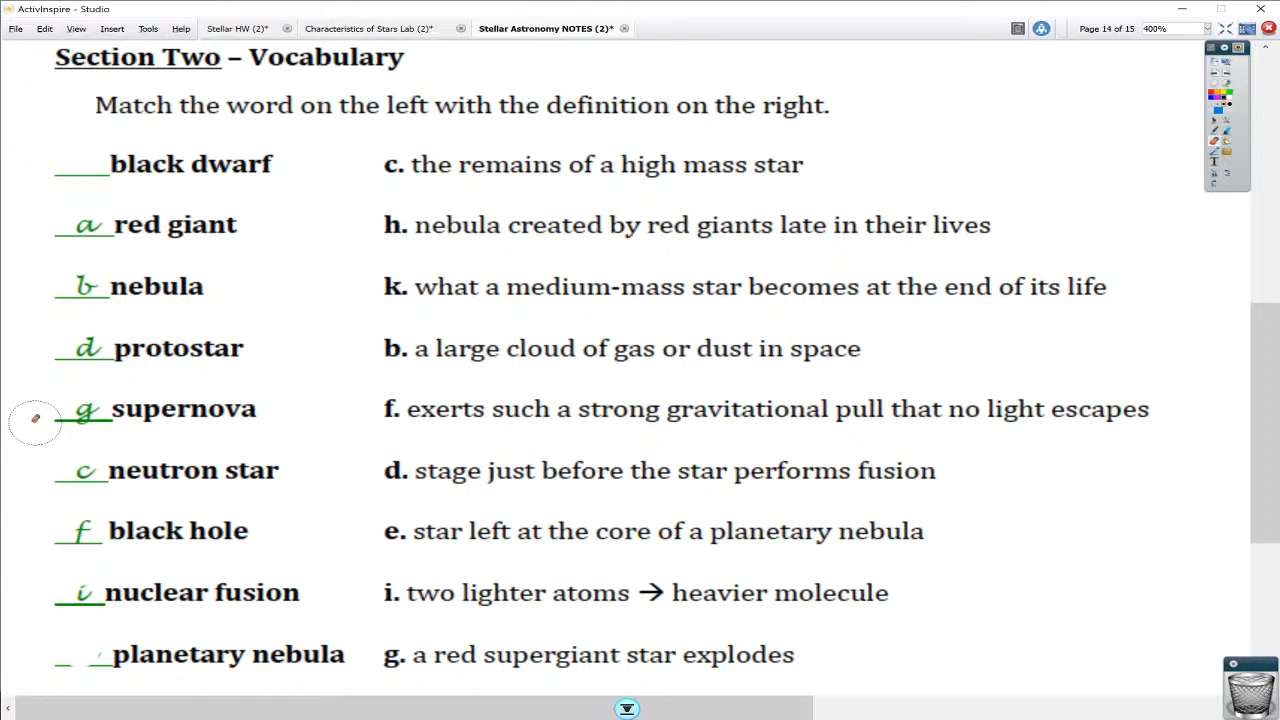 ActivInspire - Studio
File Edit View Insert Tools Help Stellar HW (2)* Characteristics of Stars Lab (2)* Stellar Astronomy NOTES (2)* Page 14 of 15 400%
Section Two – Vocabulary
Match the word on the left with the definition on the right.
____black dwarf c. the remains of a high mass star
a red giant h. nebula created by red giants late in their lives
b nebula k. what a medium-mass star becomes at the end of its life
d protostar b. a large cloud of gas or dust in space
g supernova f. exerts such a strong gravitational pull that no light escapes
c neutron star d. stage just before the star performs fusion
f black hole e. star left at the core of a planetary nebula
i nuclear fusion i. two lighter atoms → heavier molecule
planetary nebula g. a red supergiant star explodes